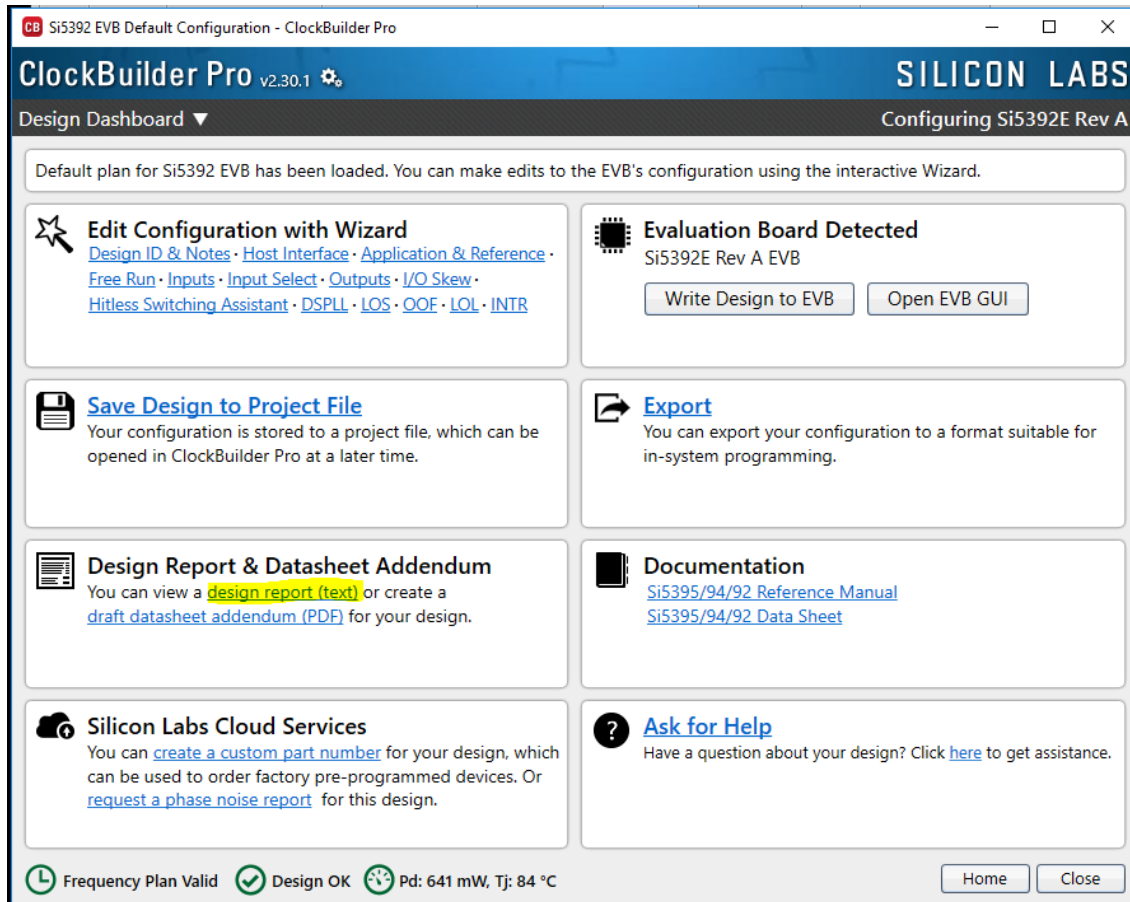 CB Si5392 EVB Default Configuration - ClockBuilder Pro
ClockBuilder Pro v2.30.1
SILICON LABS
Design Dashboard ▼
Configuring Si5392E Rev A
Default plan for Si5392 EVB has been loaded. You can make edits to the EVB's configuration using the interactive Wizard.
Edit Configuration with Wizard
Design ID & Notes · Host Interface · Application & Reference ·
Free Run · Inputs · Input Select · Outputs · I/O Skew ·
Hitless Switching Assistant · DSPLL · LOS · OOF · LOL · INTR
Evaluation Board Detected
Si5392E Rev A EVB
Write Design to EVB
Open EVB GUI
Save Design to Project File
Your configuration is stored to a project file, which can be
opened in ClockBuilder Pro at a later time.
Export
You can export your configuration to a format suitable for
in-system programming.
Design Report & Datasheet Addendum
You can view a design report (text) or create a
draft datasheet addendum (PDF) for your design.
Documentation
Si5395/94/92 Reference Manual
Si5395/94/92 Data Sheet
Silicon Labs Cloud Services
You can create a custom part number for your design, which
can be used to order factory pre-programmed devices. Or
request a phase noise report for this design.
?
Ask for Help
Have a question about your design? Click here to get assistance.
Frequency Plan Valid
Design OK
Pd: 641 mW, Tj: 84 °C
Home
Close